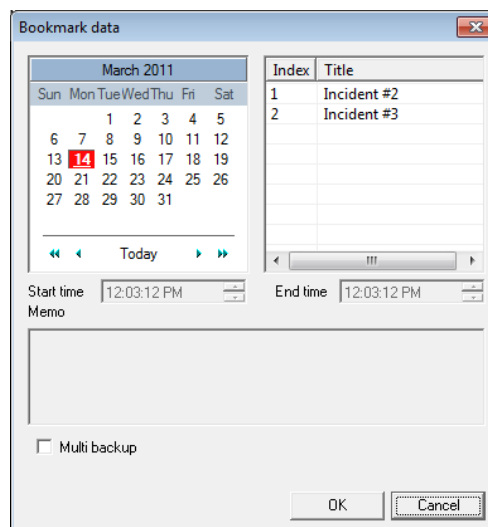 Bookmark data
March 2011
Sun Mon Tue Wed Thu Fri Sat
1 2 3 4 5
6 7 8 9 10 11 12
13 14 15 16 17 18 19
20 21 22 23 24 25 26
27 28 29 30 31
Today
Index Title
1 Incident #2
2 Incident #3
Start time 12:03:12 PM
End time 12:03:12 PM
Memo
Multi backup
OK Cancel